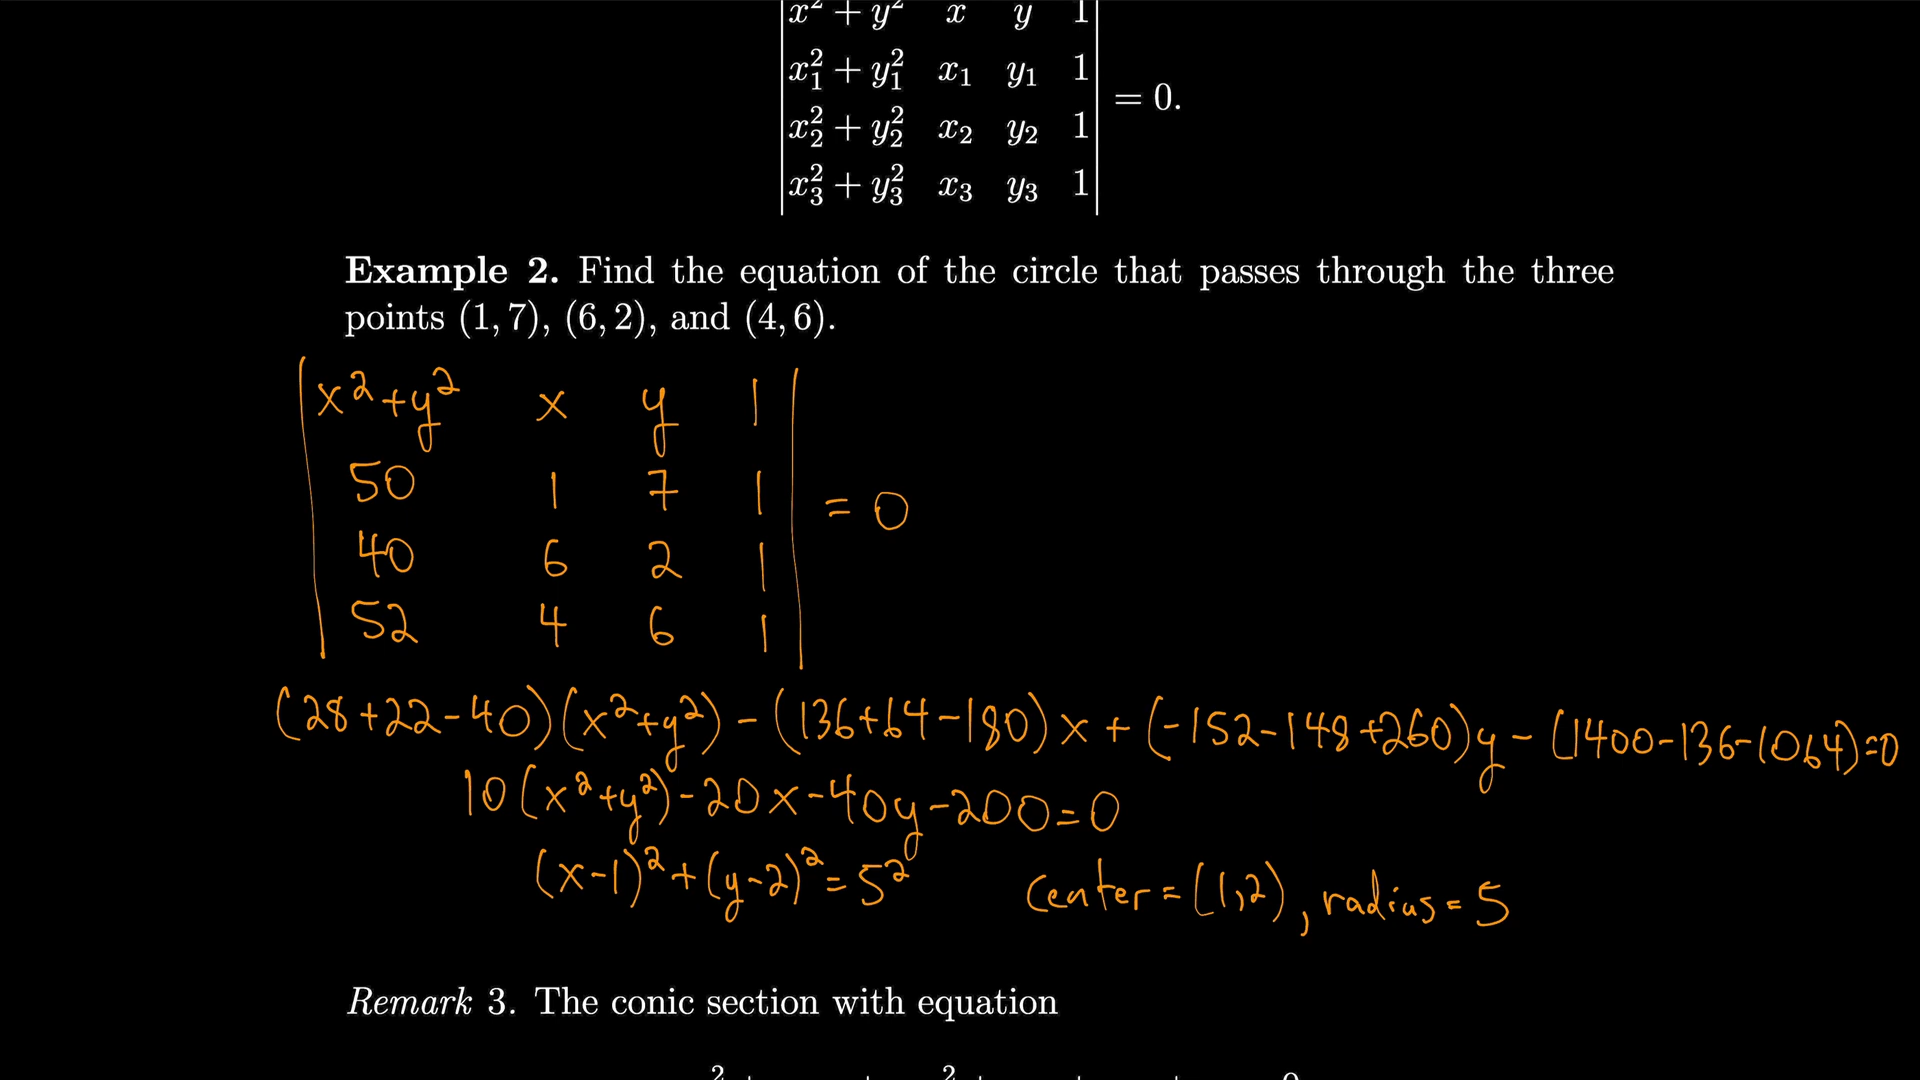 x² + y² x y 1
x₁² + y₁² x₁ y₁ 1
= 0.
x₂² + y₂² x₂ y₂ 1
x₃² + y₃² x₃ y₃ 1
Example 2. Find the equation of the circle that passes through the three
points (1, 7), (6, 2), and (4, 6).
x²+y² x y 1
50 1 7 1
= 0
40 6 2 1
52 4 6 1
(28+22-40)(x²+y²) - (136+64-180)x + (-152-148+260)y - (1400-136-1064)=0
10(x²+y²)-20x-40y-200=0
(x-1)²+(y-2)²=5² center=(1,2), radius=5
Remark 3. The conic section with equation